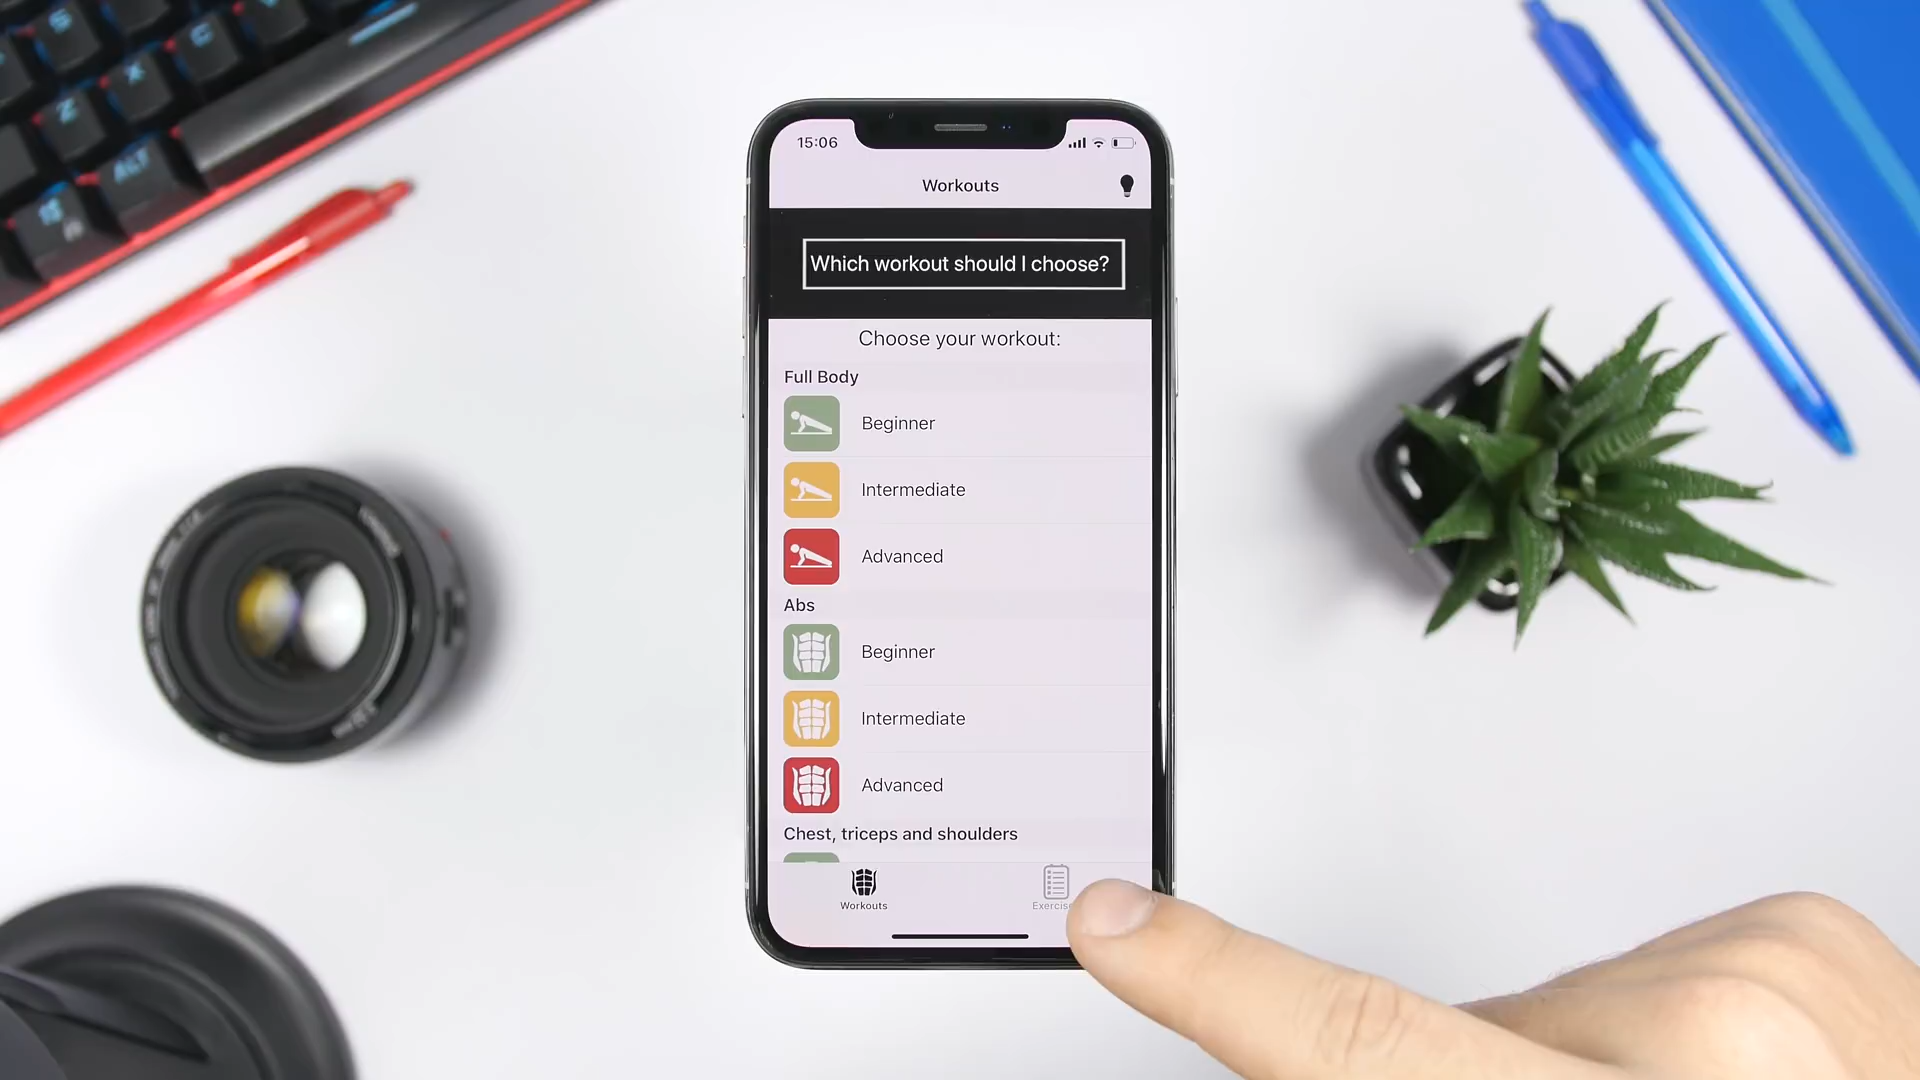 S
C
X
Z
ALT
15:06
Workouts
Which workout should I choose?
Choose your workout:
Full Body
Beginner
Intermediate
Advanced
Abs
Beginner
Intermediate
Advanced
Chest, triceps and shoulders
Workouts
Exercis